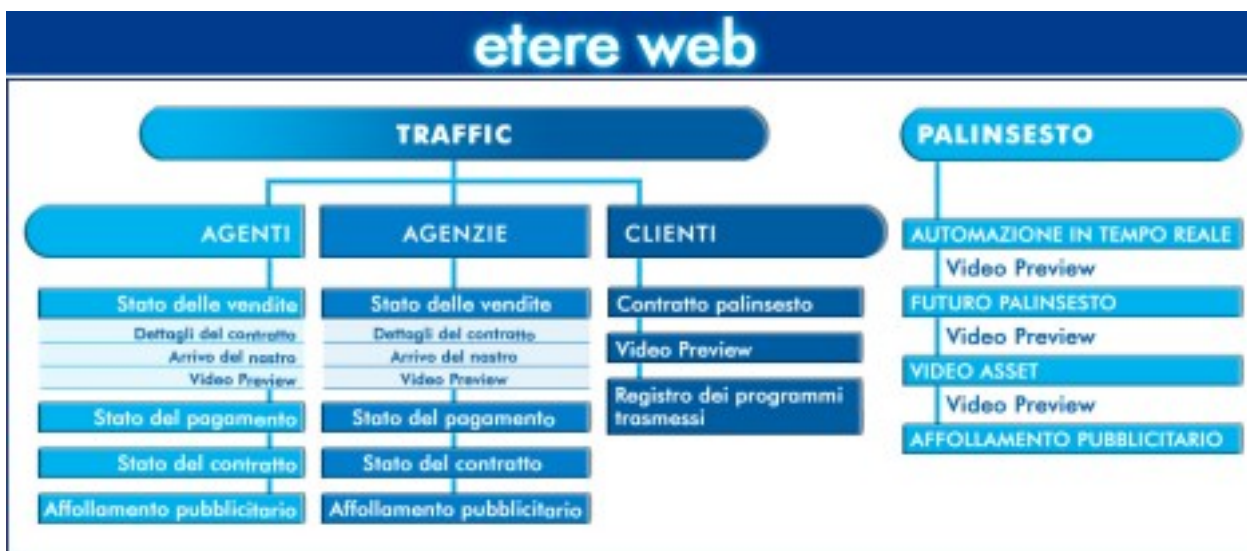 etere web
TRAFFIC
AGENTI
Stato delle vendite
Dettagli del contratto
Arrivo del nastro
Video Preview
Stato del pagamento
Stato del contratto
Affollamento pubblicitario
AGENZIE
Stato delle vendite
Dettagli del contratto
Arrivo del nastro
Video Preview
Stato del pagamento
Stato del contratto
Affollamento pubblicitario
CLIENTI
Contratto palinsesto
Video Preview
Registro dei programmi
trasmessi
PALINSESTO
AUTOMAZIONE IN TEMPO REALE
Video Preview
FUTURO PALINSESTO
Video Preview
VIDEO ASSET
Video Preview
AFFOLLAMENTO PUBBLICITARIO